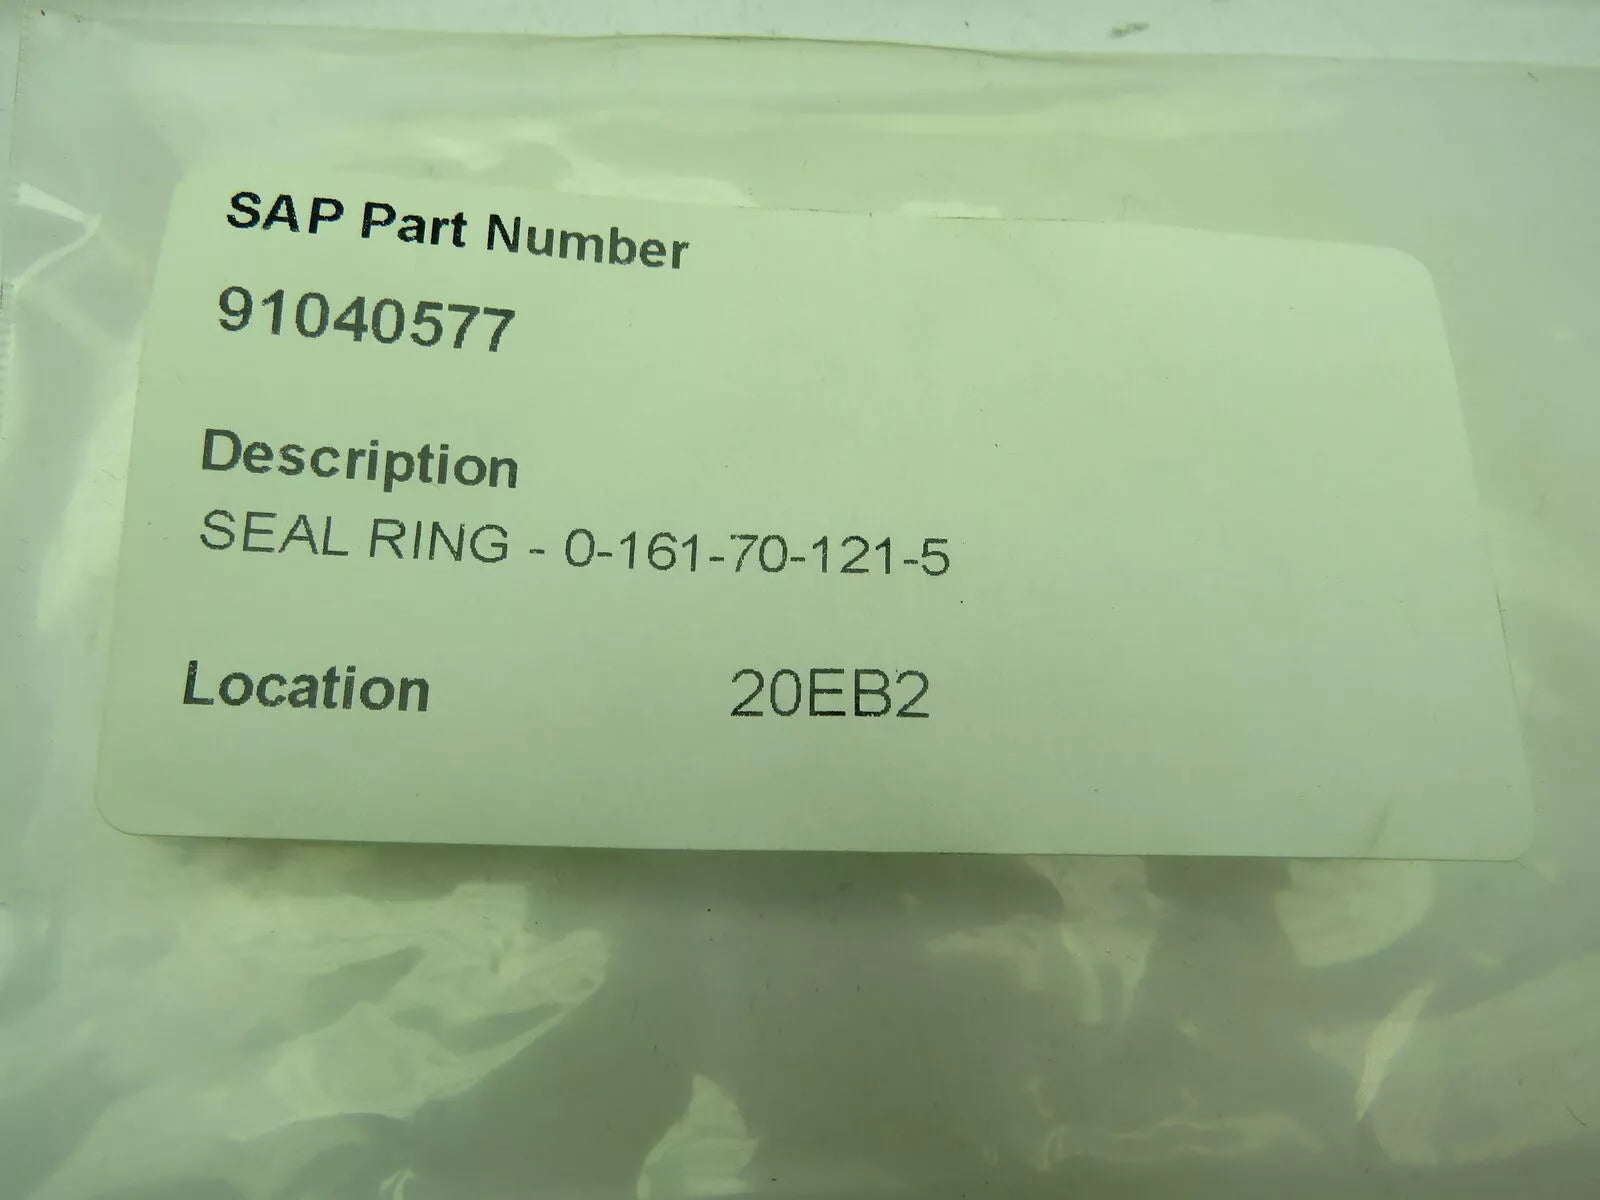 SAP Part Number
91040577
Description
SEAL RING - 0-161-70-121-5
Location 20EB2